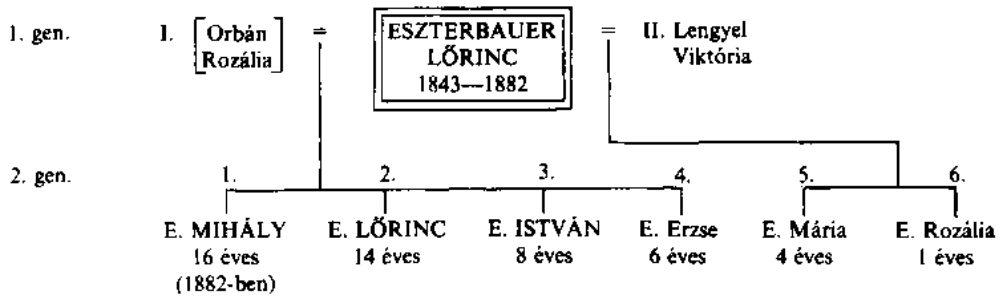 1. gen. I. [Orbán = ESZTERBAUER = II. Lengyel
Rozália] LŐRINC Viktória
1843—1882
2. gen. 1. 2. 3. 4. 5. 6.
E. MIHÁLY E. LŐRINC E. ISTVÁN E. Erzse E. Mária E. Rozália
16 éves 14 éves 8 éves 6 éves 4 éves 1 éves
(1882-ben)